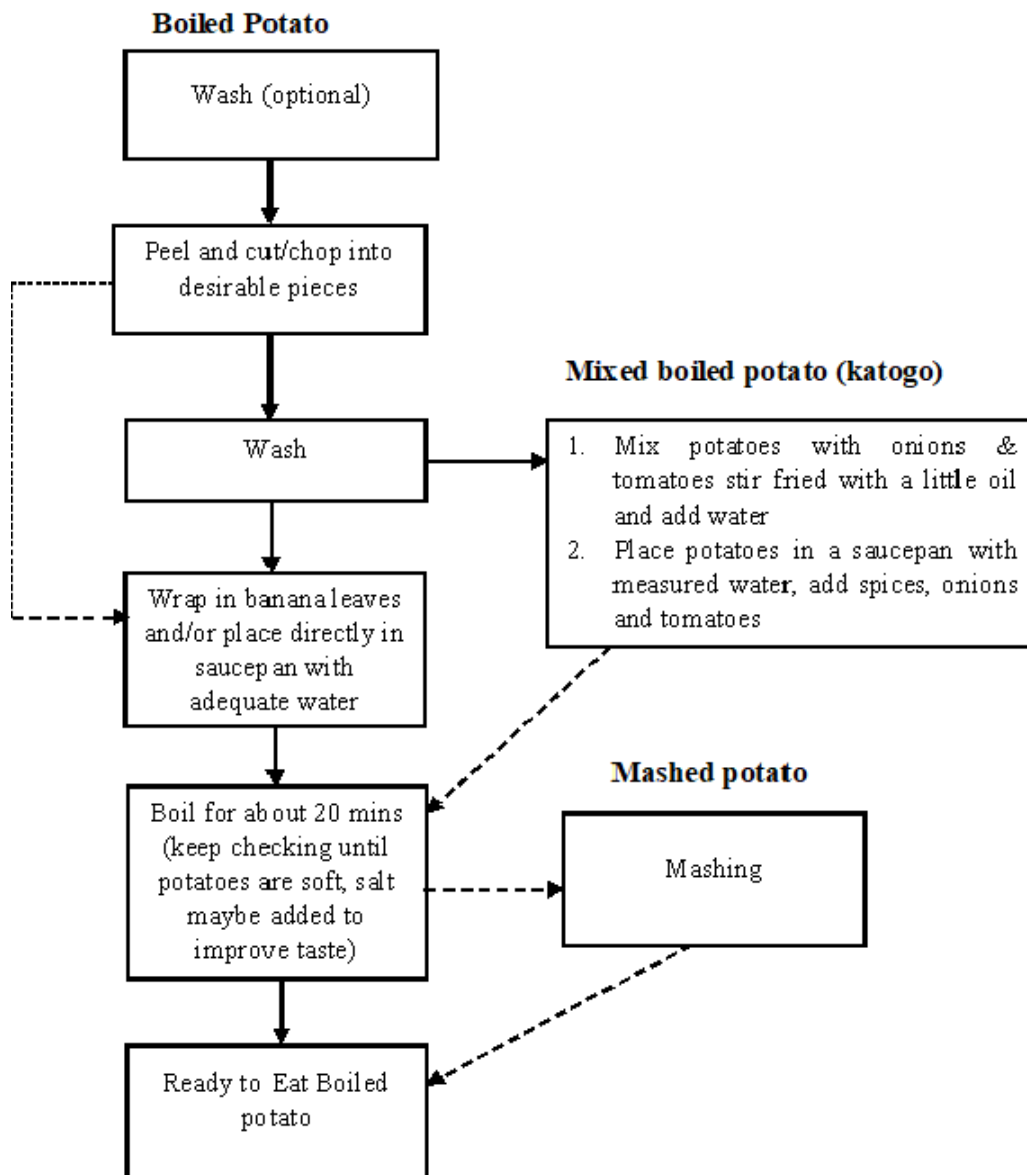 Boiled Potato
Wash (optional)
Peel and cut/chop into
desirable pieces
Wash
Mixed boiled potato (katogo)
1. Mix potatoes with onions &
tomatoes stir fried with a little oil
and add water
2. Place potatoes in a saucepan with
measured water, add spices, onions
and tomatoes
Wrap in banana leaves
and/or place directly in
saucepan with
adequate water
Boil for about 20 mins
(keep checking until
potatoes are soft, salt
maybe added to
improve taste)
Mashed potato
Mashing
Ready to Eat Boiled
potato